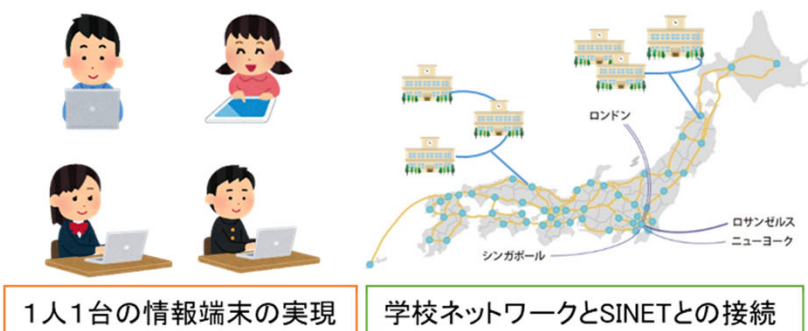 ロンドン
ロサンゼルス
ニューヨーク
シンガポール
1人1台の情報端末の実現
学校ネットワークとSINETとの接続